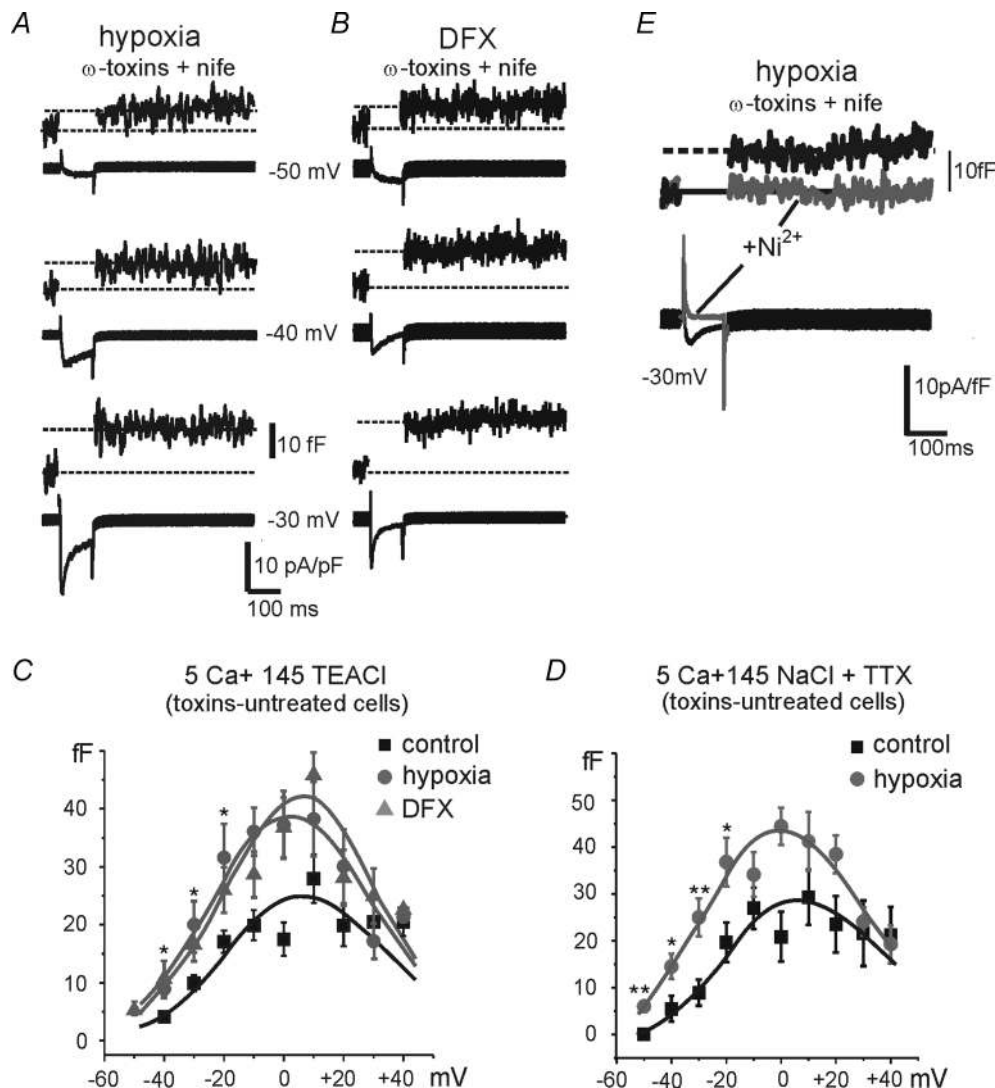 A
hypoxia
ω-toxins + nife
B
DFX
ω-toxins + nife
-50 mV
-40 mV
10 fF
-30 mV
10 pA/pF
100 ms
E
hypoxia
ω-toxins + nife
10fF
+Ni²⁺
-30mV
10pA/fF
100ms
C
5 Ca+ 145 TEACl
(toxins-untreated cells)
fF
control
hypoxia
DFX
40
30
20
10
0
*
*
*
-60
-40
-20
0
+20
+40
mV
D
5 Ca+145 NaCl + TTX
(toxins-untreated cells)
fF
control
hypoxia
50
40
30
20
10
0
**
*
**
*
-60
-40
-20
0
+20
+40
mV